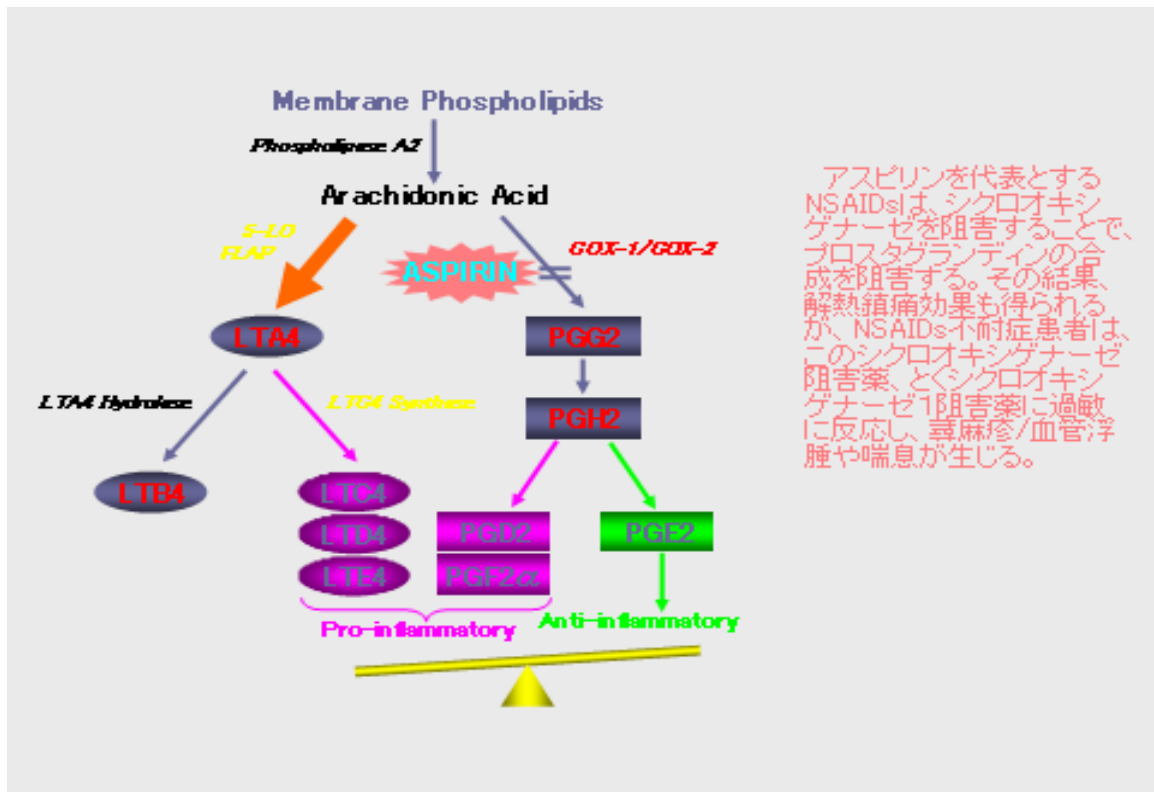 Membrane Phospholipids
Phospholipase A2
Arachidonic Acid
5-LO
FLAP
ASPIRIN
COX-1/COX-2
LTA4
PGG2
LTA4 Hydrolase
LTC4 Synthase
PGH2
LTB4
LTC4
LTD4
LTE4
PGD2
PGF2α
PGE2
Pro-inflammatory
Anti-inflammatory
アスピリンを代表とする
NSAIDsは、シクロオキシ
ゲナーゼを阻害することで、
プロスタグランディンの合
成を阻害する。その結果、
解熱鎮痛効果も得られる
が、NSAIDs不耐症患者は、
このシクロオキシゲナーゼ
阻害薬、とくシクロオキシ
ゲナーゼ1阻害薬に過敏
に反応し、蕁麻疹/血管浮
腫や喘息が生じる。